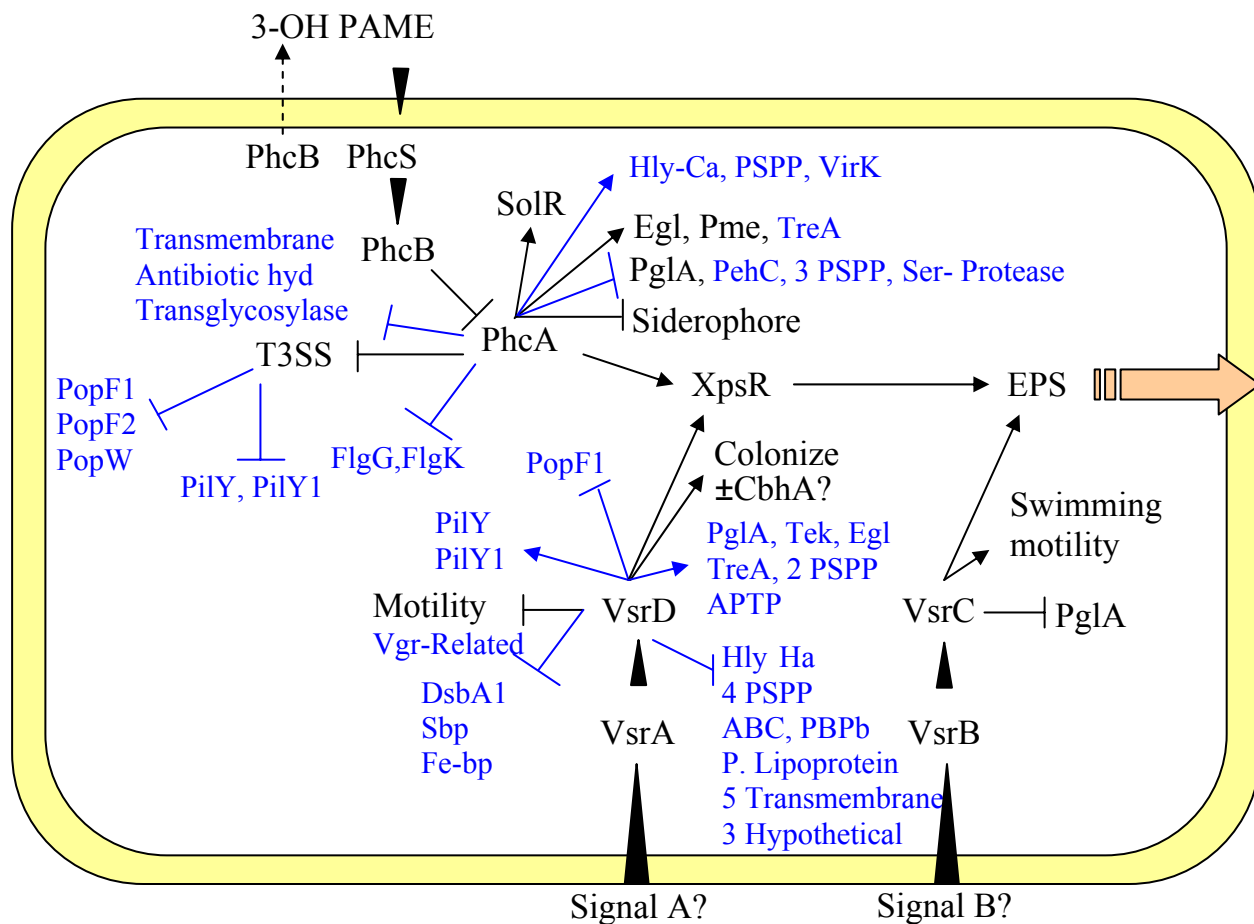 3-OH PAME
PhcB PhcS
Hly-Ca, PSPP, VirK
SolR
Egl, Pme, TreA
Transmembrane
Antibiotic hyd
Transglycosylase
PhcB
PglA, PehC, 3 PSPP, Ser- Protease
Siderophore
PhcA
T3SS
XpsR
EPS
PopF1
PopF2
PopW
PilY, PilY1
FlgG,FlgK
PopF1
Colonize
±CbhA?
Swimming
motility
PilY
PilY1
PglA, Tek, Egl
TreA, 2 PSPP
APTP
Motility
Vgr-Related
VsrD
VsrC
PglA
DsbA1
Sbp
Fe-bp
Hly Ha
4 PSPP
ABC, PBPb
P. Lipoprotein
5 Transmembrane
3 Hypothetical
VsrA
VsrB
Signal A?
Signal B?